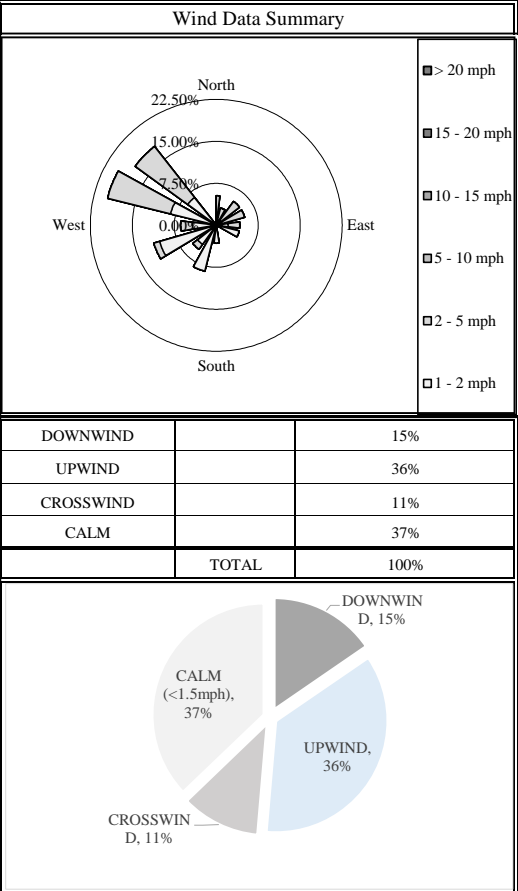 Wind Data Summary
North
22.50%
15.00%
7.50%
0.00%
West
East
South
> 20 mph
15 - 20 mph
10 - 15 mph
5 - 10 mph
2 - 5 mph
1 - 2 mph
DOWNWIND 15%
UPWIND 36%
CROSSWIND 11%
CALM 37%
TOTAL 100%
DOWNWIN
D, 15%
CALM
(<1.5mph),
37%
UPWIND,
36%
CROSSWIN
D, 11%